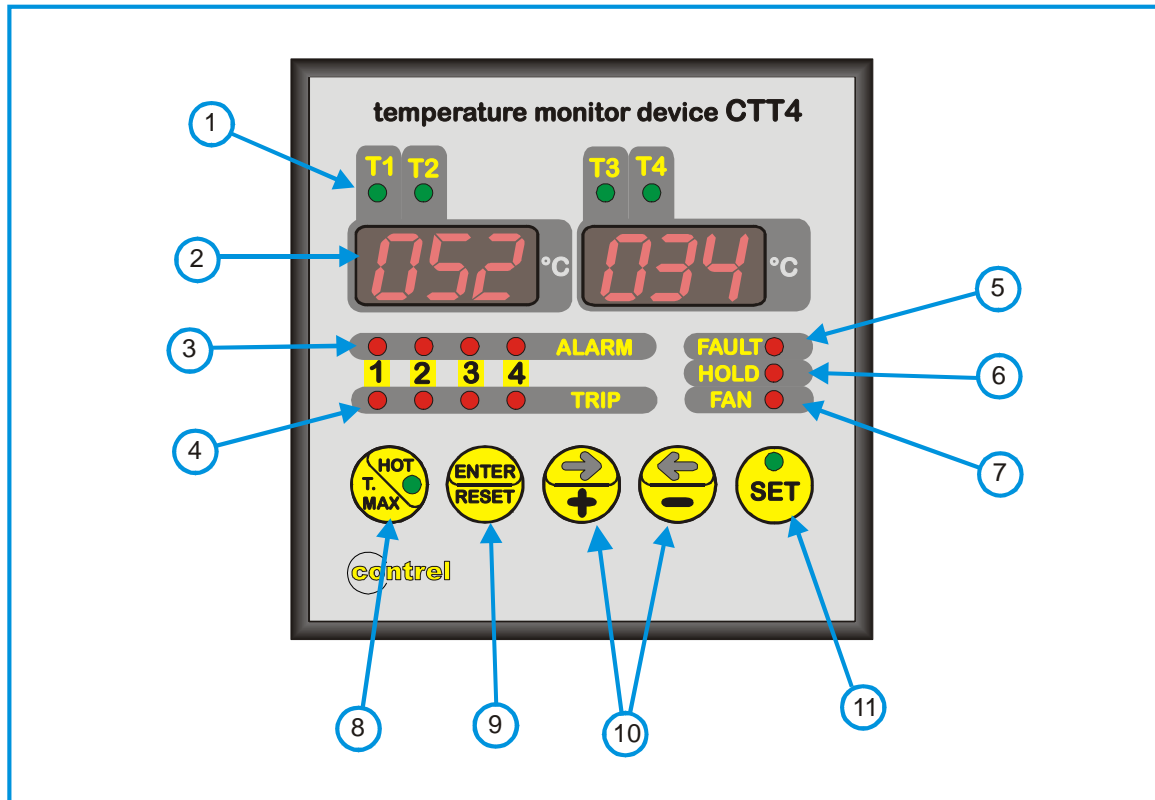 temperature monitor device CTT4
1
T1 T2 T3 T4
2
052 °C 034 °C
5
3
ALARM FAULT
1 2 3 4 HOLD
6
TRIP FAN
4
7
HOT
T.
MAX
ENTER
RESET
+
-
SET
contrel
8
9
10
11